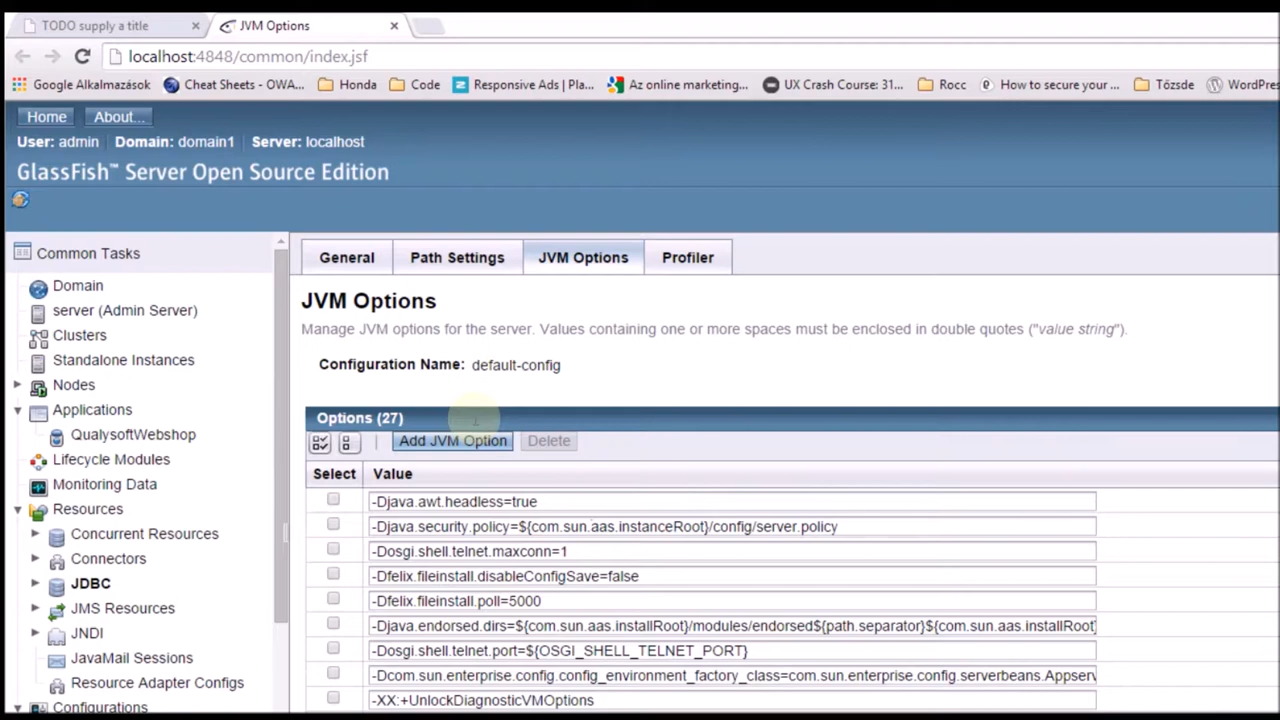 TODO supply a title
JVM Options
localhost:4848/common/index.jsf
Google Alkalmazások
Cheat Sheets - OWA...
Honda
Code
Responsive Ads | Pla...
Az online marketing...
UX Crash Course: 31...
Rocc
How to secure your ...
Tőzsde
WordPres
Home
About...
User: admin Domain: domain1 Server: localhost
GlassFish™ Server Open Source Edition
Common Tasks
Domain
server (Admin Server)
Clusters
Standalone Instances
Nodes
Applications
QualysoftWebshop
Lifecycle Modules
Monitoring Data
Resources
Concurrent Resources
Connectors
JDBC
JMS Resources
JNDI
JavaMail Sessions
Resource Adapter Configs
Configurations
General
Path Settings
JVM Options
Profiler
JVM Options
Manage JVM options for the server. Values containing one or more spaces must be enclosed in double quotes ("value string").
Configuration Name: default-config
Options (27)
Add JVM Option
Delete
Select
Value
-Djava.awt.headless=true
-Djava.security.policy=${com.sun.aas.instanceRoot}/config/server.policy
-Dosgi.shell.telnet.maxconn=1
-Dfelix.fileinstall.disableConfigSave=false
-Dfelix.fileinstall.poll=5000
-Djava.endorsed.dirs=${com.sun.aas.installRoot}/modules/endorsed${path.separator}${com.sun.aas.installRoot
-Dosgi.shell.telnet.port=${OSGI_SHELL_TELNET_PORT}
-Dcom.sun.enterprise.config.config_environment_factory_class=com.sun.enterprise.config.serverbeans.Appserv
-XX:+UnlockDiagnosticVMOptions